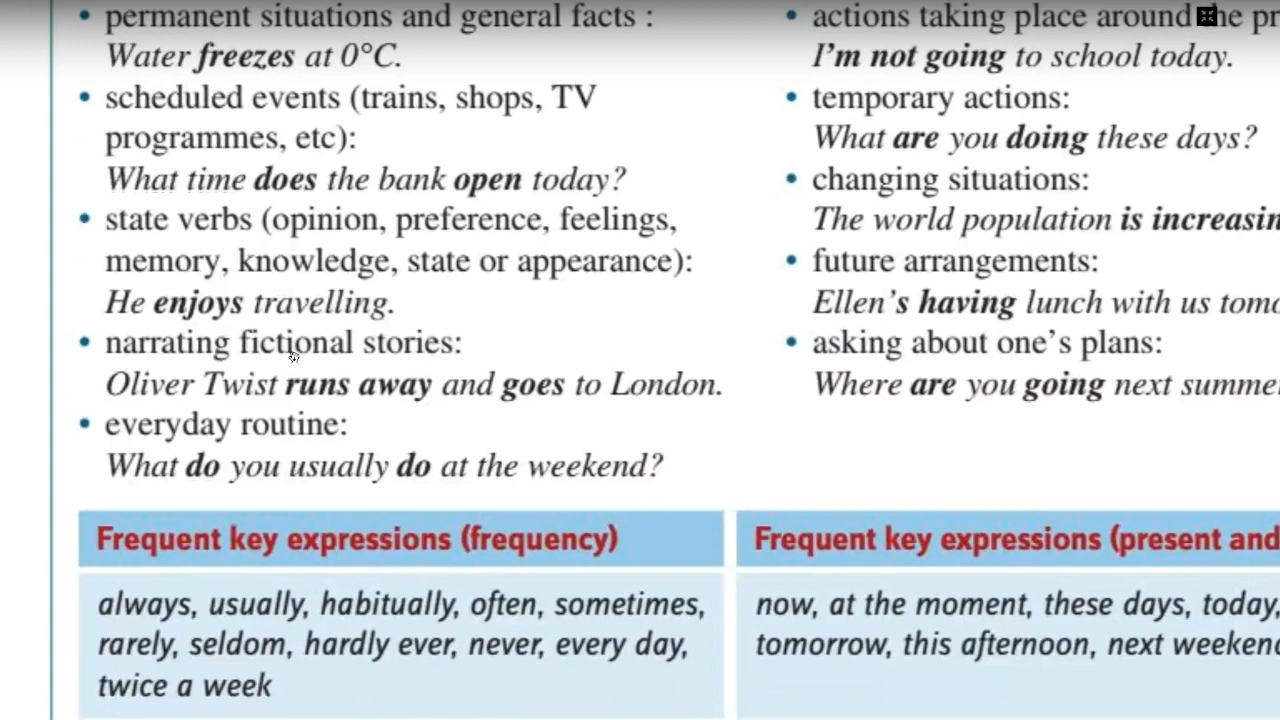 permanent situations and general facts :
Water freezes at 0°C.
• scheduled events (trains, shops, TV
programmes, etc):
What time does the bank open today?
• state verbs (opinion, preference, feelings,
memory, knowledge, state or appearance):
He enjoys travelling.
• narrating fictional stories:
Oliver Twist runs away and goes to London.
• everyday routine:
What do you usually do at the weekend?
• actions taking place around the
I'm not going to school today.
• temporary actions:
What are you doing these days?
• changing situations:
The world population is
• future arrangements:
Ellen's having lunch with us
• asking about one's plans:
Where are you going next
Frequent key expressions (frequency)
always, usually, habitually, often, sometimes,
rarely, seldom, hardly ever, never, every day,
twice a week
Frequent key expressions (present and
now, at the moment, these days, today,
tomorrow, this afternoon, next